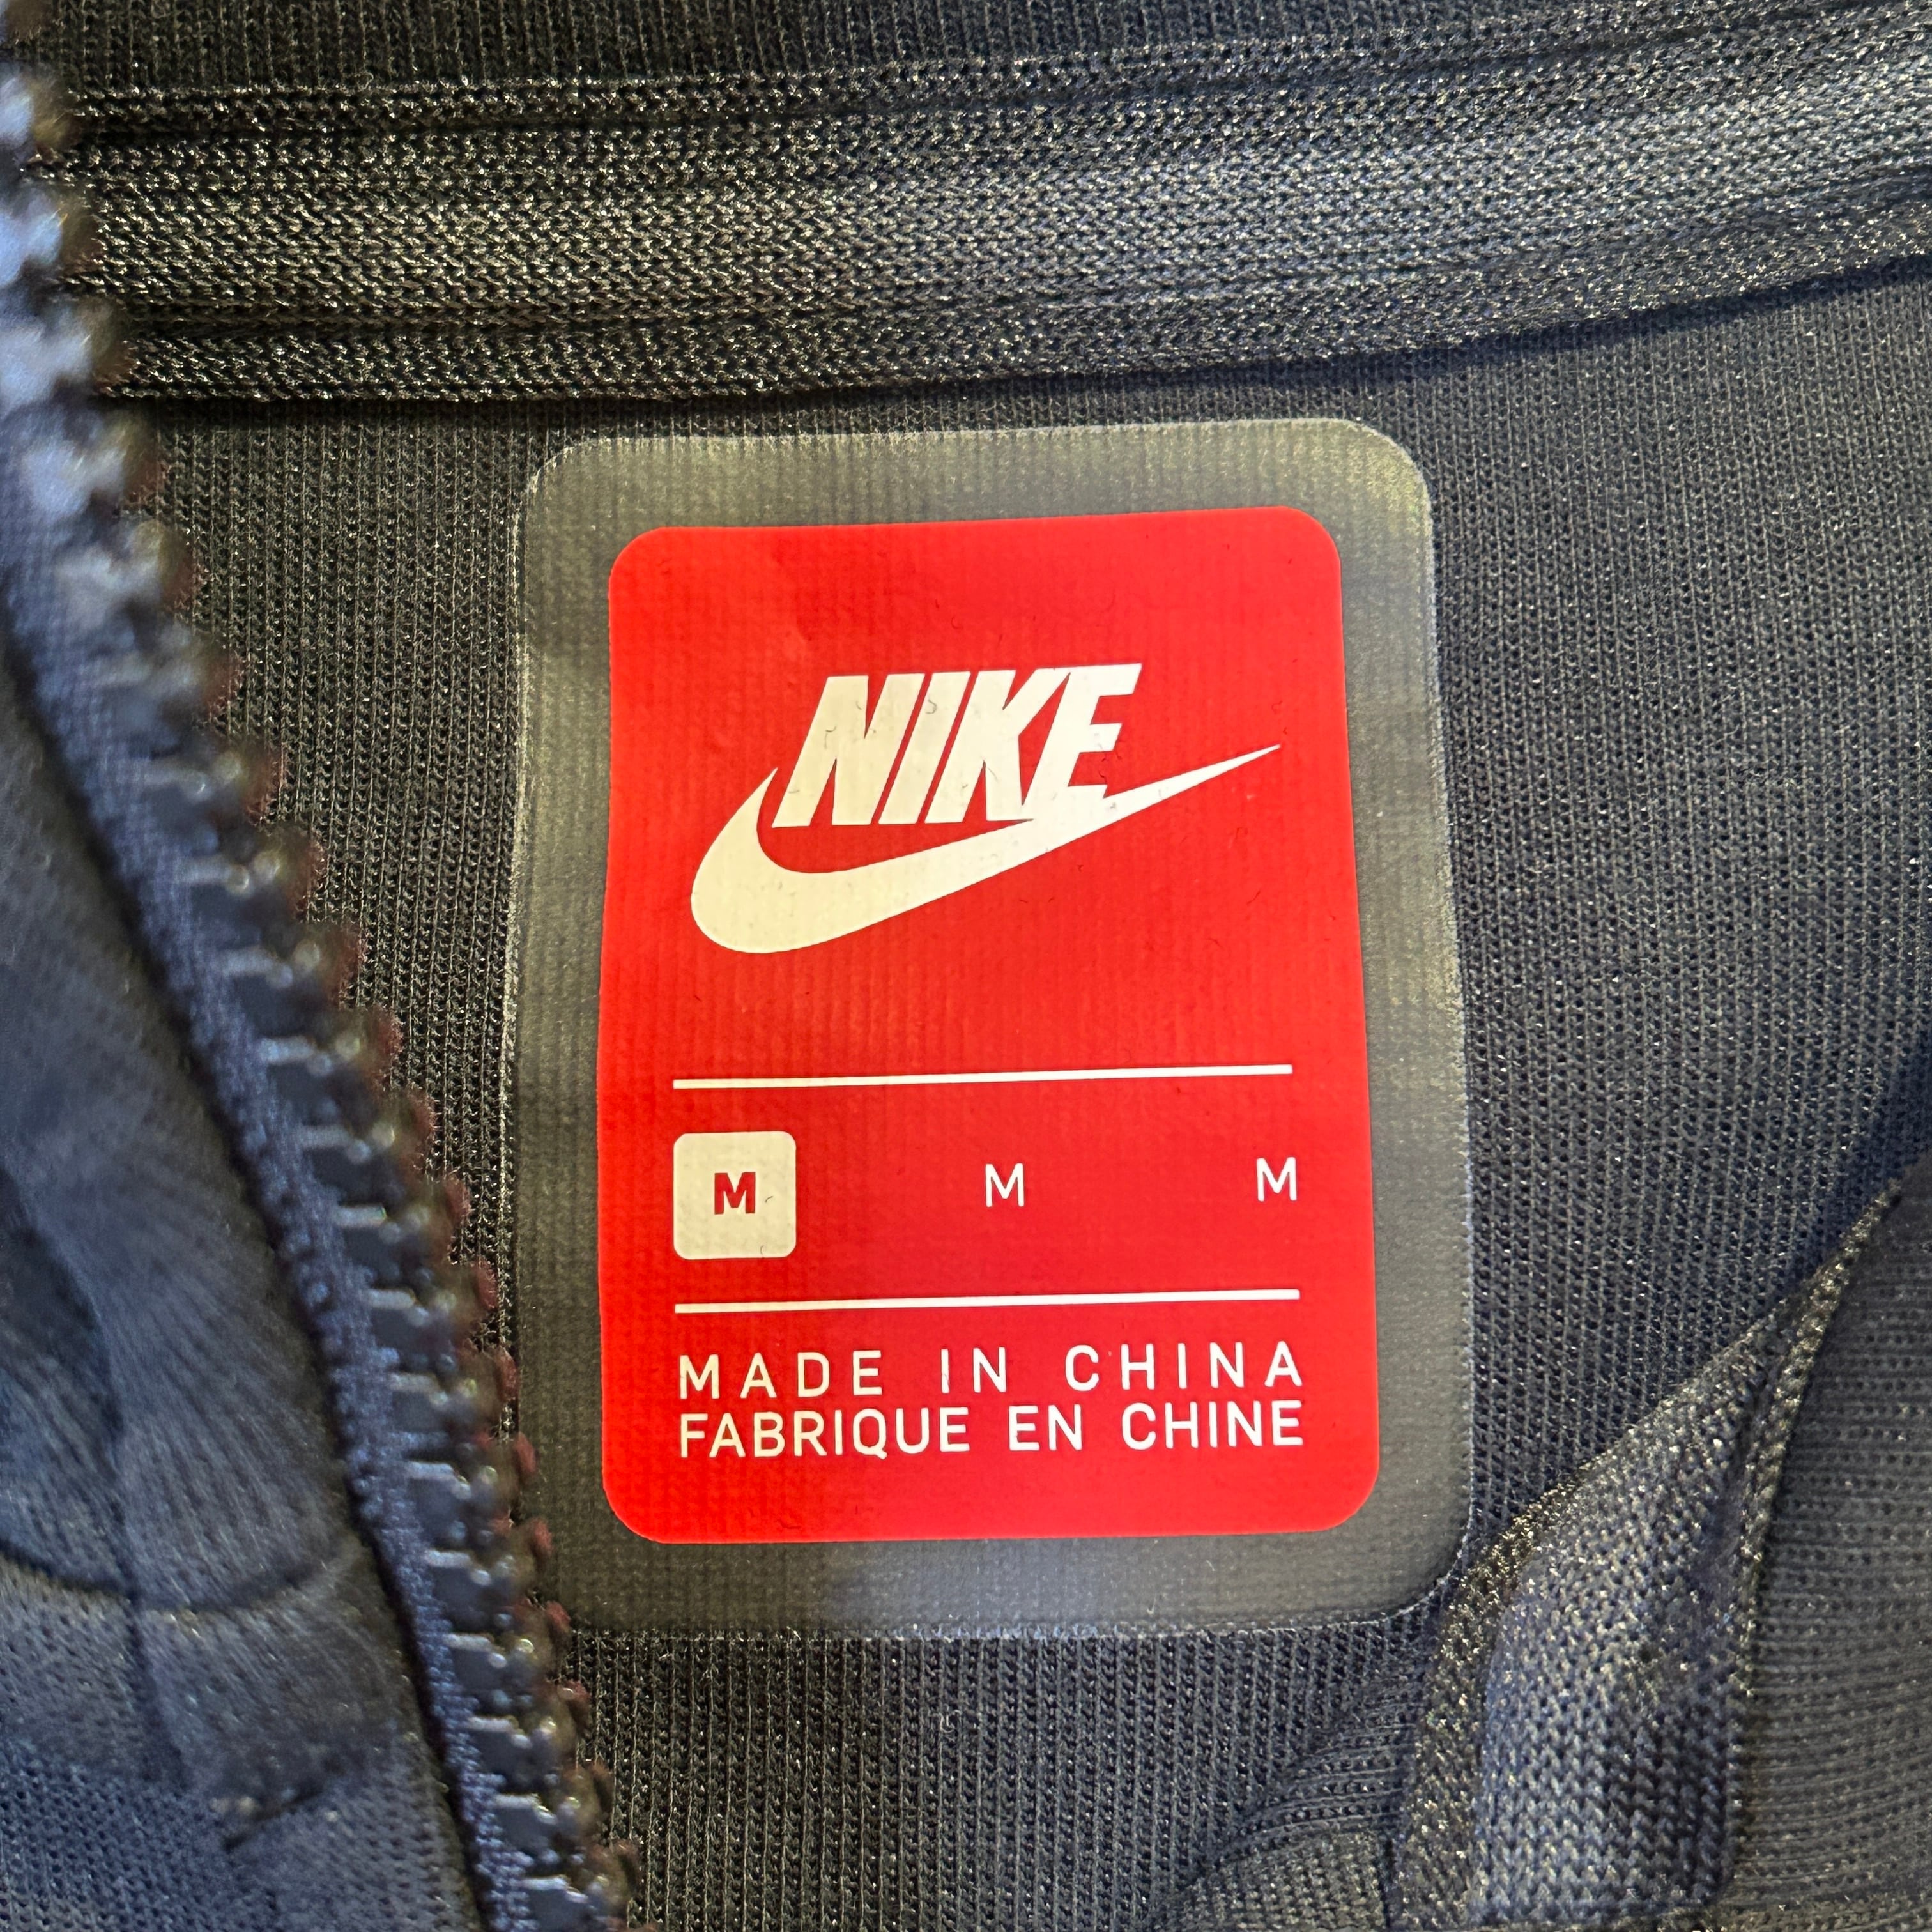 NIKE
M M M
MADE IN CHINA
FABRIQUE EN CHINE